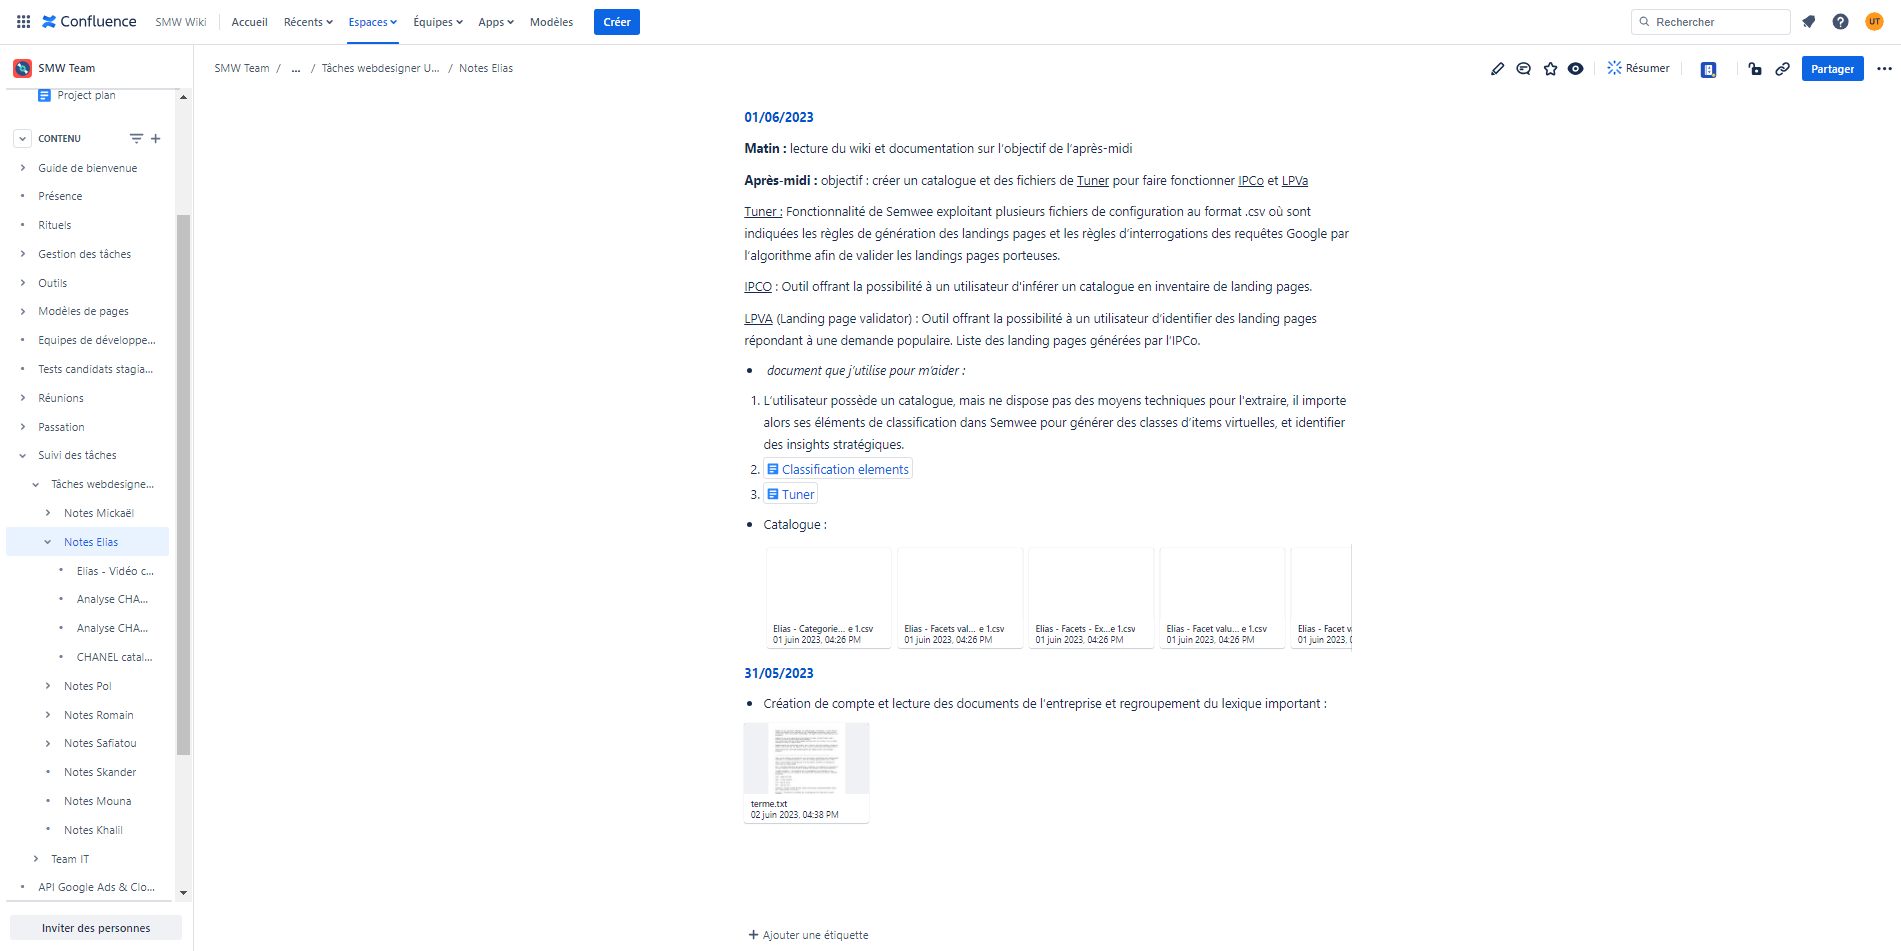 Confluence
SMW Wiki
Accueil
Récents
Espaces
Équipes
Apps
Modèles
Créer
Rechercher
UT
SMW Team
Project plan
CONTENU
Guide de bienvenue
Présence
Rituels
Gestion des tâches
Outils
Modèles de pages
Equipes de développe...
Tests candidats stagia...
Réunions
Passation
Suivi des tâches
Tâches webdesigne...
Notes Mickaël
Notes Elias
Elias - Vidéo c...
Analyse CHA...
Analyse CHA...
CHANEL catal...
Notes Pol
Notes Romain
Notes Safiatou
Notes Skander
Notes Mouna
Notes Khalil
Team IT
API Google Ads & Clo...
Inviter des personnes
SMW Team / ... / Tâches webdesigner U... / Notes Elias
Résumer
Partager
01/06/2023
Matin : lecture du wiki et documentation sur l'objectif de l'après-midi
Après-midi : objectif : créer un catalogue et des fichiers de Tuner pour faire fonctionner IPCo et LPVa
Tuner : Fonctionnalité de Semwee exploitant plusieurs fichiers de configuration au format .csv où sont
indiquées les règles de génération des landings pages et les règles d'interrogations des requêtes Google par
l'algorithme afin de valider les landings pages porteuses.
IPCO : Outil offrant la possibilité à un utilisateur d'inférer un catalogue en inventaire de landing pages.
LPVA (Landing page validator) : Outil offrant la possibilité à un utilisateur d'identifier des landing pages
répondant à une demande populaire. Liste des landing pages générées par l'IPCo.
• document que j'utilise pour m'aider :
1. L'utilisateur possède un catalogue, mais ne dispose pas des moyens techniques pour l'extraire, il importe
alors ses éléments de classification dans Semwee pour générer des classes d'items virtuelles, et identifier
des insights stratégiques.
2. Classification elements
3. Tuner
• Catalogue :
Elias - Categorie... e 1.csv
01 juin 2023, 04:26 PM
Elias - Facets val... e 1.csv
01 juin 2023, 04:26 PM
Elias - Facets - Ex...e 1.csv
01 juin 2023, 04:26 PM
Elias - Facet valu... e 1.csv
01 juin 2023, 04:26 PM
Elias - Facet v
01 juin 2023, 0
31/05/2023
• Création de compte et lecture des documents de l'entreprise et regroupement du lexique important :
terme.txt
02 juin 2023, 04:38 PM
Ajouter une étiquette